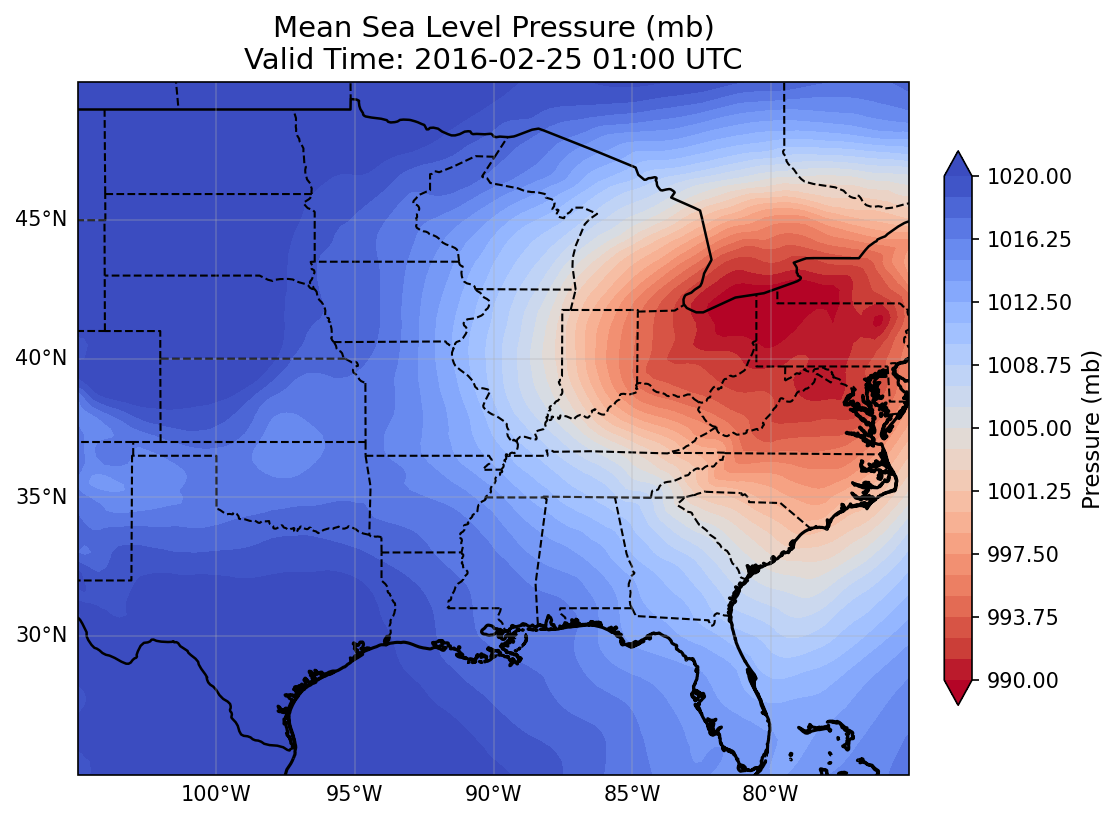 Mean Sea Level Pressure (mb)
Valid Time: 2016-02-25 01:00 UTC
45°N
40°N
35°N
30°N
100°W
95°W
90°W
85°W
80°W
1020.00
1016.25
1012.50
1008.75
1005.00
1001.25
997.50
993.75
990.00
Pressure (mb)